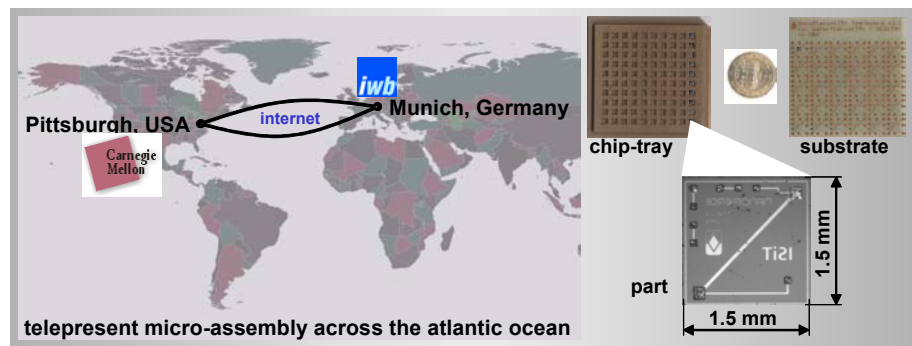 iwb
Munich, Germany
internet
Pittsburgh, USA
Carnegie
Mellon
telepresent micro-assembly across the atlantic ocean
chip-tray
substrate
part
1.5 mm
1.5 mm